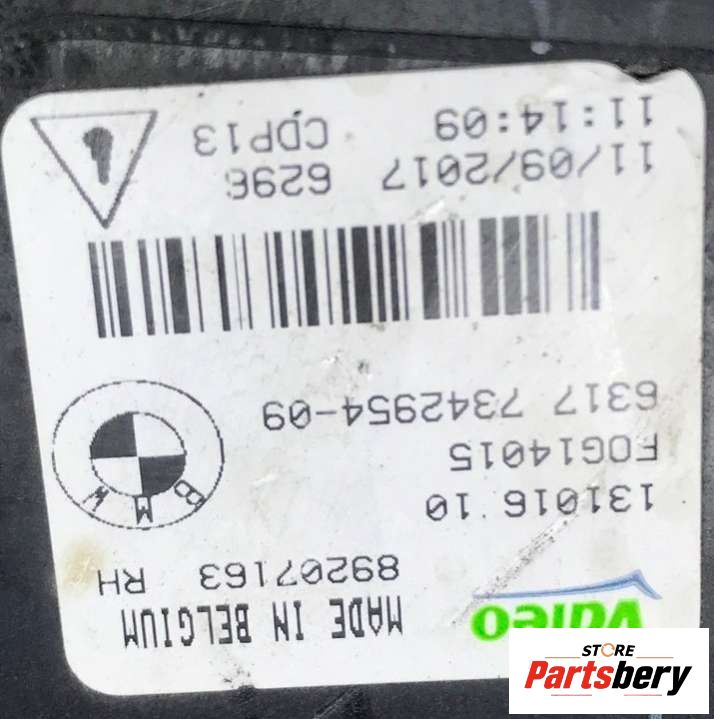 Valeo
MADE IN BELGIUM
89207163 RH
131016 10
FOG14015
6317 7342954-09
BMW
11/09/2017 6296
11:14:09 CDP13
STORE
Partsbery